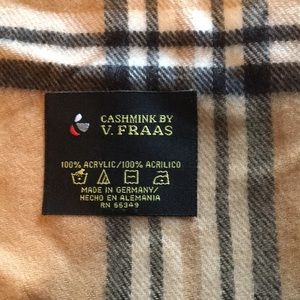 CASHMINK BY
V. FRAAS
100% ACRYLIC/100% ACRILICO
MADE IN GERMANY/
HECHO EN ALEMANIA
RN 55349